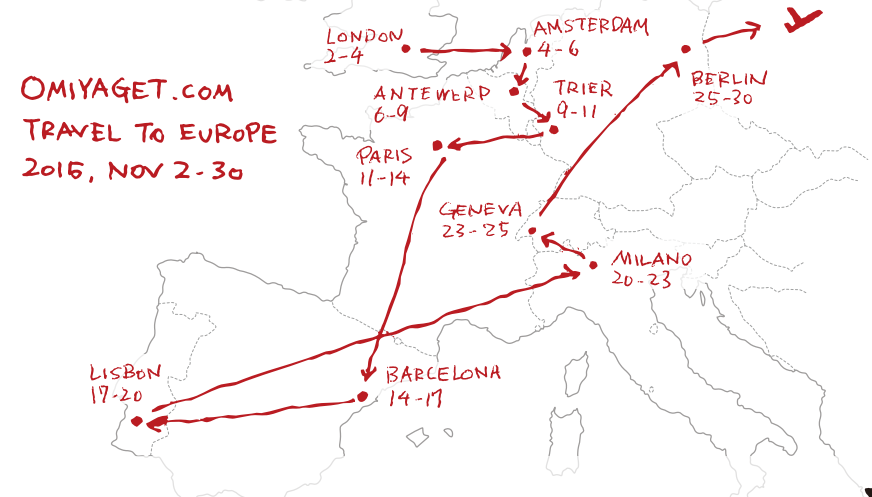 OMIYAGET.COM
TRAVEL TO EUROPE
2015, NOV 2-30
LONDON
2-4
AMSTERDAM
4-6
ANTEWERD
6-9
TRIER
9-11
PARIS
11-14
BARCELONA
14-17
LISBON
17-20
MILANO
20-23
GENEVA
23-25
BERLIN
25-30